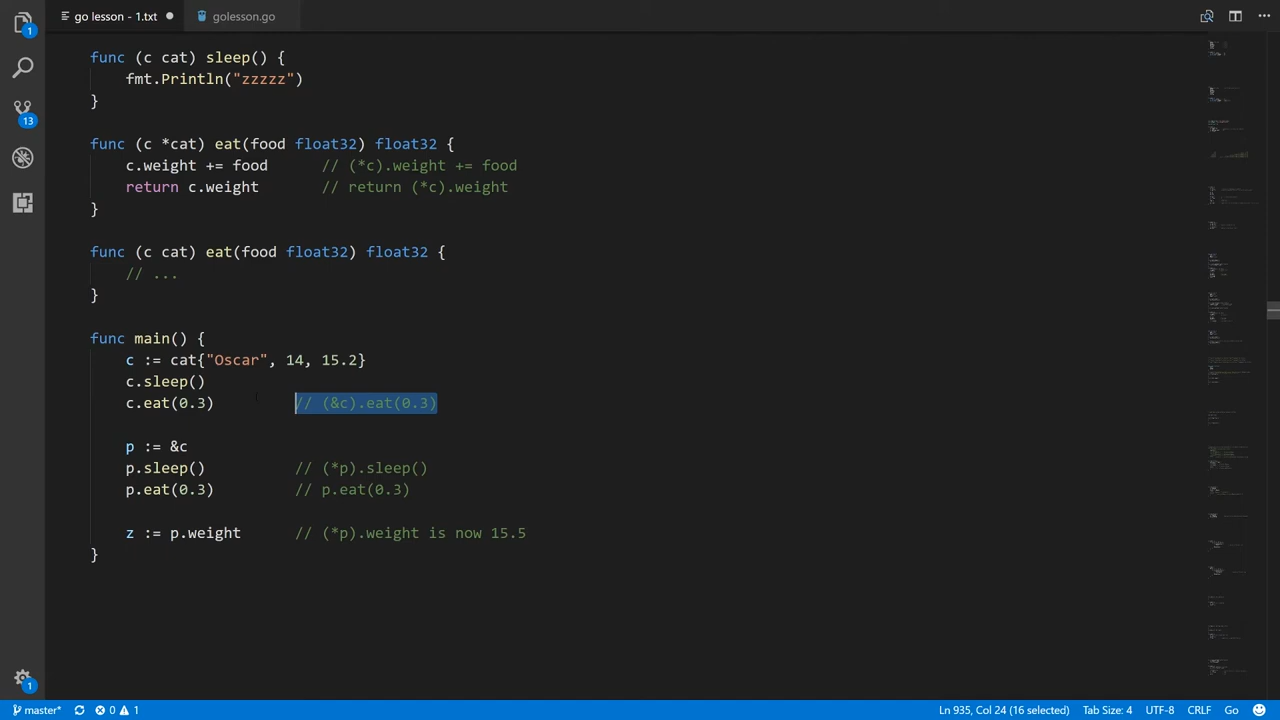 go lesson - 1.txt
golesson.go
func (c cat) sleep() {
fmt.Println("zzzzz")
}
func (c *cat) eat(food float32) float32 {
c.weight += food // (*c).weight += food
return c.weight // return (*c).weight
}
func (c cat) eat(food float32) float32 {
// ...
}
func main() {
c := cat{"Oscar", 14, 15.2}
c.sleep()
c.eat(0.3) // (&c).eat(0.3)
p := &c
p.sleep() // (*p).sleep()
p.eat(0.3) // p.eat(0.3)
z := p.weight // (*p).weight is now 15.5
}
1
13
1
master* 0 1 Ln 935, Col 24 (16 selected) Tab Size: 4 UTF-8 CRLF Go